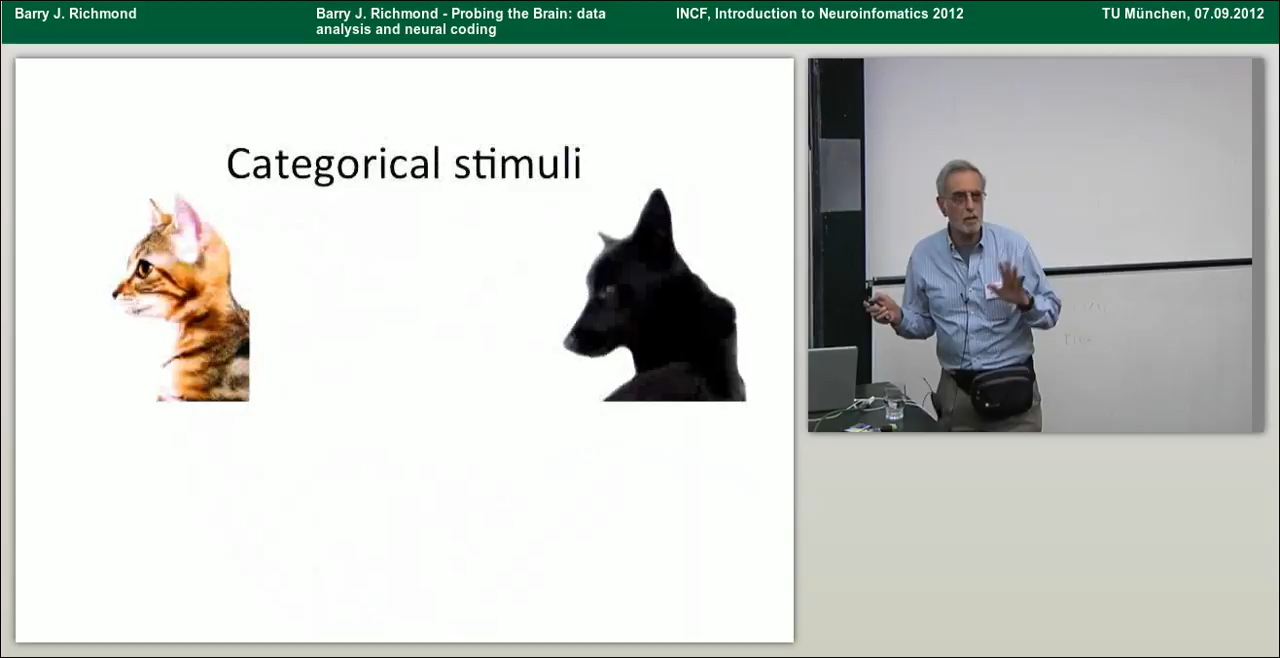 Barry J. Richmond
Barry J. Richmond - Probing the Brain: data
analysis and neural coding
INCF, Introduction to Neuroinfomatics 2012
TU München, 07.09.2012
Categorical stimuli